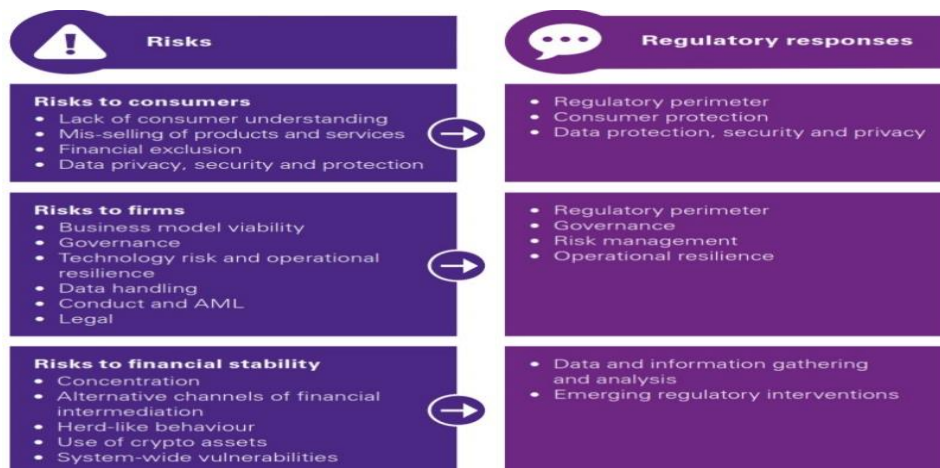 Risks
Regulatory responses
Risks to consumers
• Lack of consumer understanding
• Mis-selling of products and services
• Financial exclusion
• Data privacy, security and protection
• Regulatory perimeter
• Consumer protection
• Data protection, security and privacy
Risks to firms
• Business model viability
• Governance
• Technology risk and operational
resilience
• Data handling
• Conduct and AML
• Legal
• Regulatory perimeter
• Governance
• Risk management
• Operational resilience
Risks to financial stability
• Concentration
• Alternative channels of financial
intermediation
• Herd-like behaviour
• Use of crypto assets
• System-wide vulnerabilities
• Data and information gathering
and analysis
• Emerging regulatory interventions